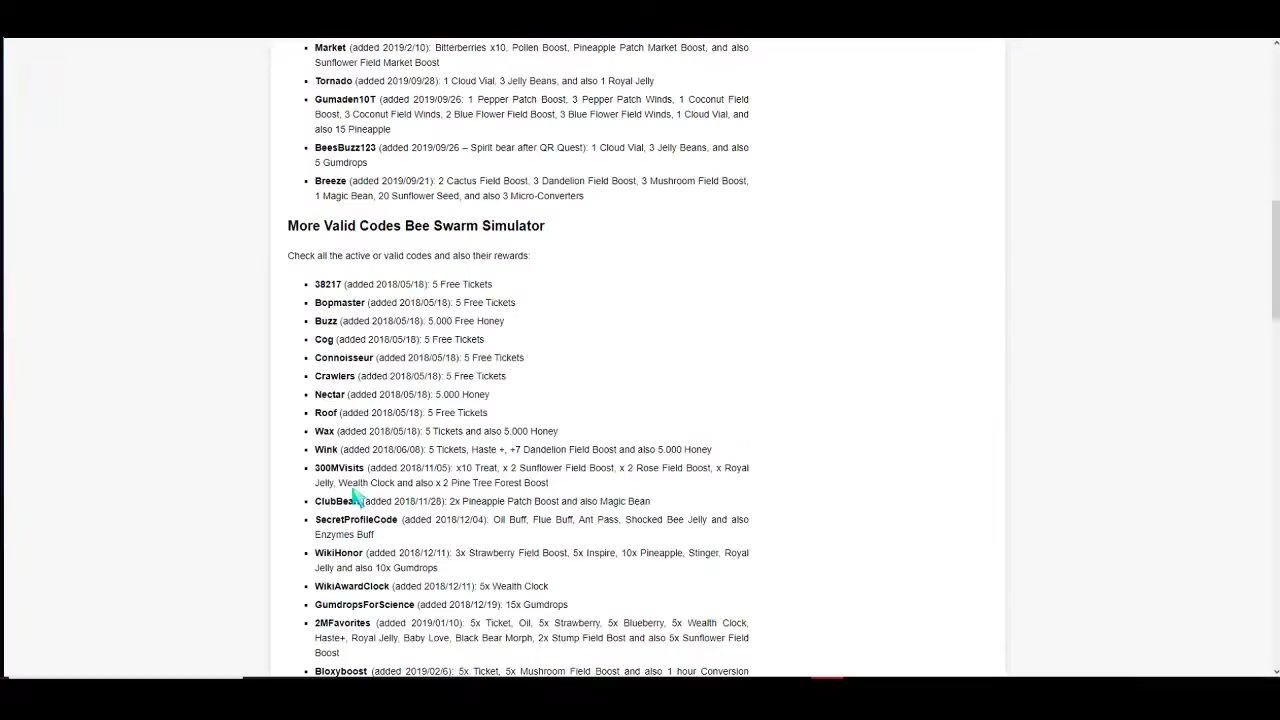 Market (added 2019/2/10): Bitterberries x10, Pollen Boost, Pineapple Patch Market Boost, and also
Sunflower Field Market Boost
Tornado (added 2019/09/28): 1 Cloud Vial, 3 Jelly Beans, and also 1 Royal Jelly
Gumaden10T (added 2019/09/26: 1 Pepper Patch Boost, 3 Pepper Patch Winds, 1 Coconut Field
Boost, 3 Coconut Field Winds, 2 Blue Flower Field Boost, 3 Blue Flower Field Winds, 1 Cloud Vial, and
also 15 Pineapple
BeesBuzz123 (added 2019/09/26 – Spirit bear after QR Quest): 1 Cloud Vial, 3 Jelly Beans, and also
5 Gumdrops
Breeze (added 2019/09/21): 2 Cactus Field Boost, 3 Dandelion Field Boost, 3 Mushroom Field Boost,
1 Magic Bean, 20 Sunflower Seed, and also 3 Micro-Converters
More Valid Codes Bee Swarm Simulator
Check all the active or valid codes and also their rewards:
38217 (added 2018/05/18): 5 Free Tickets
Bopmaster (added 2018/05/18): 5 Free Tickets
Buzz (added 2018/05/18): 5.000 Free Honey
Cog (added 2018/05/18): 5 Free Tickets
Connoisseur (added 2018/05/18): 5 Free Tickets
Crawlers (added 2018/05/18): 5 Free Tickets
Nectar (added 2018/05/18): 5.000 Honey
Roof (added 2018/05/18): 5 Free Tickets
Wax (added 2018/05/18): 5 Tickets and also 5.000 Honey
Wink (added 2018/06/08): 5 Tickets, Haste +, +7 Dandelion Field Boost and also 5.000 Honey
300MVisits (added 2018/11/05): x10 Treat, x 2 Sunflower Field Boost, x 2 Rose Field Boost, x Royal
Jelly, Wealth Clock and also x 2 Pine Tree Forest Boost
ClubBean (added 2018/11/28): 2x Pineapple Patch Boost and also Magic Bean
SecretProfileCode (added 2018/12/04): Oil Buff, Flue Buff, Ant Pass, Shocked Bee Jelly and also
Enzymes Buff
WikiHonor (added 2018/12/11): 3x Strawberry Field Boost, 5x Inspire, 10x Pineapple, Stinger, Royal
Jelly and also 10x Gumdrops
WikiAwardClock (added 2018/12/11): 5x Wealth Clock
GumdropsForScience (added 2018/12/19): 15x Gumdrops
2MFavorites (added 2019/01/10): 5x Ticket, Oil, 5x Strawberry, 5x Blueberry, 5x Wealth Clock,
Haste+, Royal Jelly, Baby Love, Black Bear Morph, 2x Stump Field Bost and also 5x Sunflower Field
Boost
Bloxyboost (added 2019/02/6): 5x Ticket, 5x Mushroom Field Boost and also 1 hour Conversion